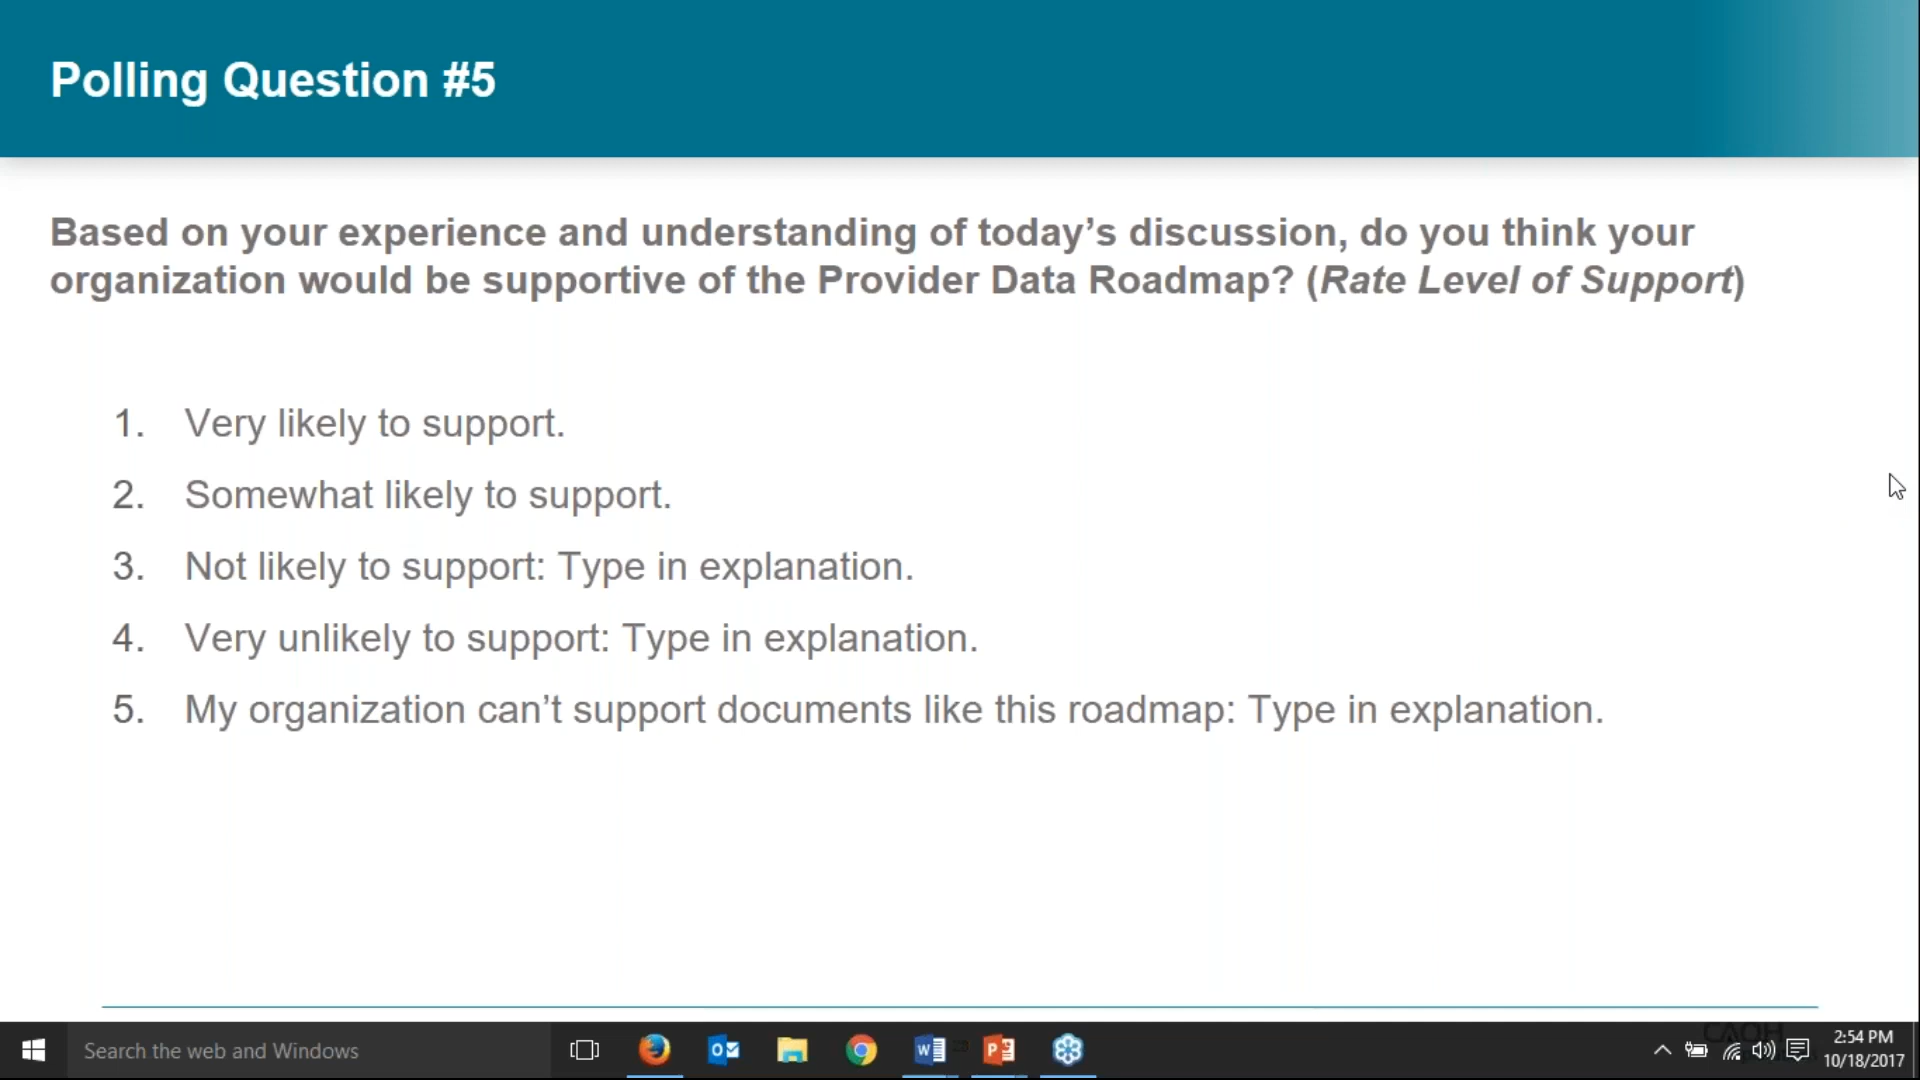 Polling Question #5
Based on your experience and understanding of today’s discussion, do you think your
organization would be supportive of the Provider Data Roadmap? (Rate Level of Support)
1. Very likely to support.
2. Somewhat likely to support.
3. Not likely to support: Type in explanation.
4. Very unlikely to support: Type in explanation.
5. My organization can’t support documents like this roadmap: Type in explanation.
CAQH
Search the web and Windows
2:54 PM
10/18/2017